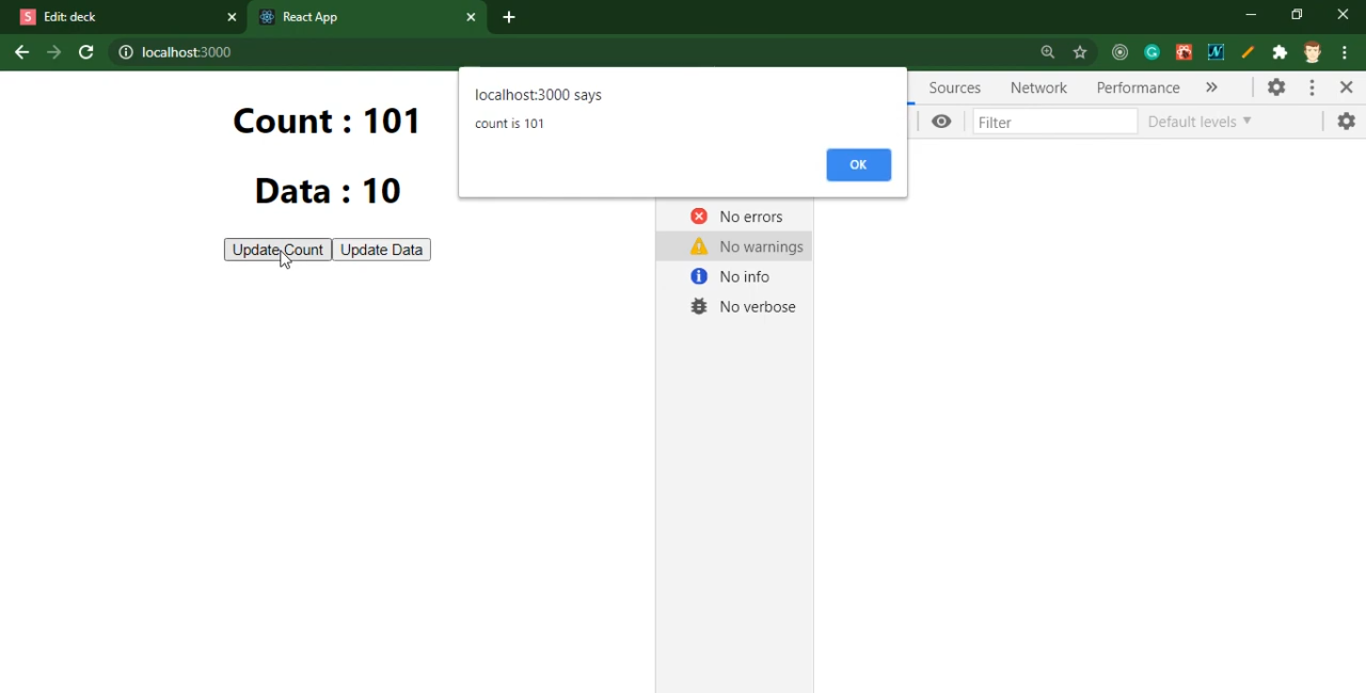 Edit: deck
React App
localhost:3000
Count : 101
Data : 10
Update Count
Update Data
localhost:3000 says
count is 101
OK
Sources
Network
Performance
»
Filter
Default levels
No errors
No warnings
No info
No verbose